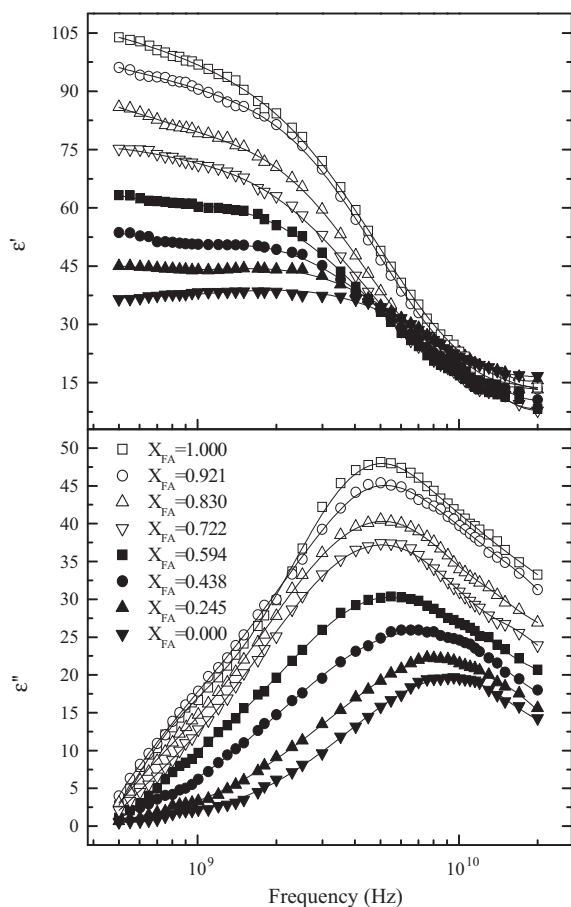 105
90
75
60
45
30
15
ε'
50
45
40
35
30
25
20
15
10
5
0
ε''
X_FA=1.000
X_FA=0.921
X_FA=0.830
X_FA=0.722
X_FA=0.594
X_FA=0.438
X_FA=0.245
X_FA=0.000
10^9
10^10
Frequency (Hz)